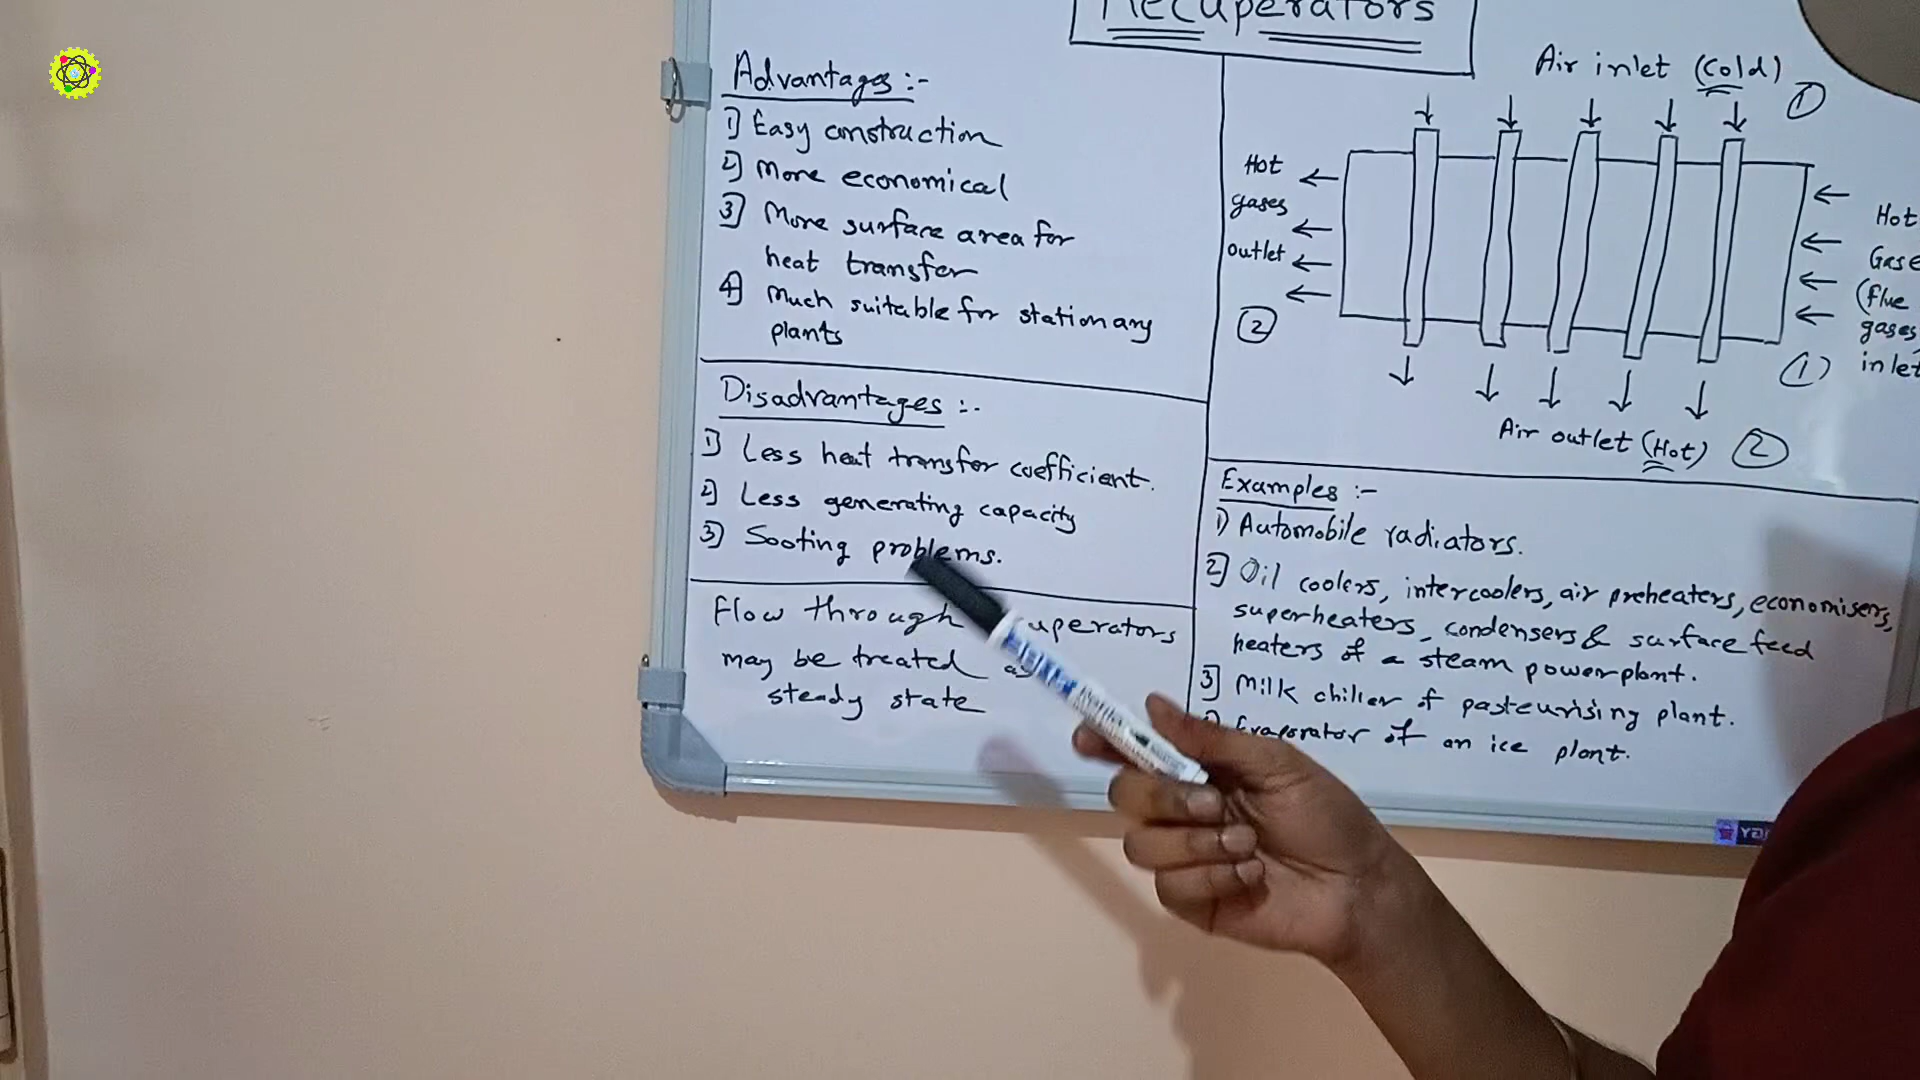 Recuperators
Advantages :-
1] Easy construction
2] More economical
3] More surface area for
heat transfer
4] Much suitable for stationary
plants
Disadvantages :-
1] Less heat transfer coefficient.
2] Less generating capacity
3] Sooting problems.
Flow through uperators
may be treated as
steady state
Air inlet (Cold)
1
Hot
gases
outlet
2
Hot
Gase
(flue
gases,
inlet
1
Air outlet (Hot) 2
Examples :-
1) Automobile radiators.
2] Oil coolers, intercoolers, air preheaters, economisers,
superheaters, condensers & surface feed
heaters of a steam powerplant.
3] Milk chiller of pasteurising plant.
Evaporator of an ice plant.